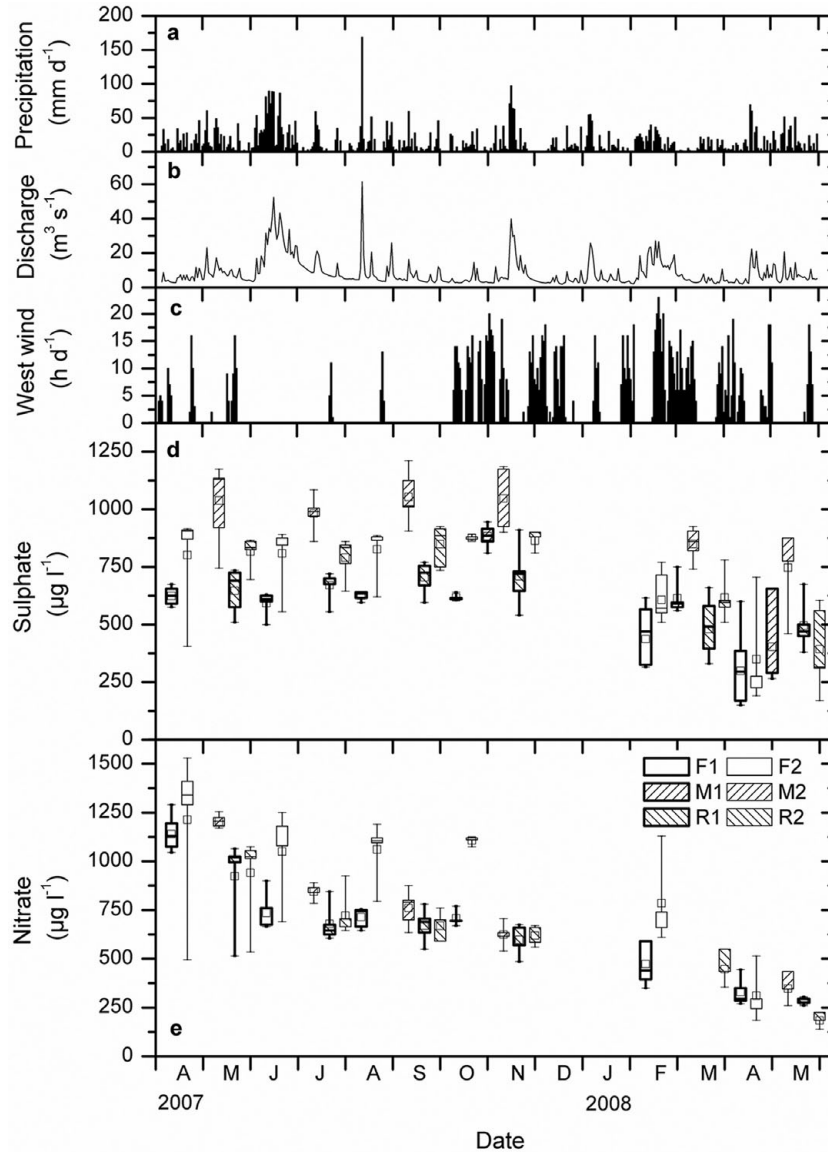 a
Precipitation
(mm d⁻¹)
200
150
100
50
0
b
Discharge
(m³ s⁻¹)
60
40
20
0
c
West wind
(h d⁻¹)
20
15
10
5
0
d
Sulphate
(µg l⁻¹)
1250
1000
750
500
250
0
Nitrate
(µg l⁻¹)
1500
1250
1000
750
500
250
0
F1 F2
M1 M2
R1 R2
e
A M J J A S O N D J F M A M
2007 2008
Date